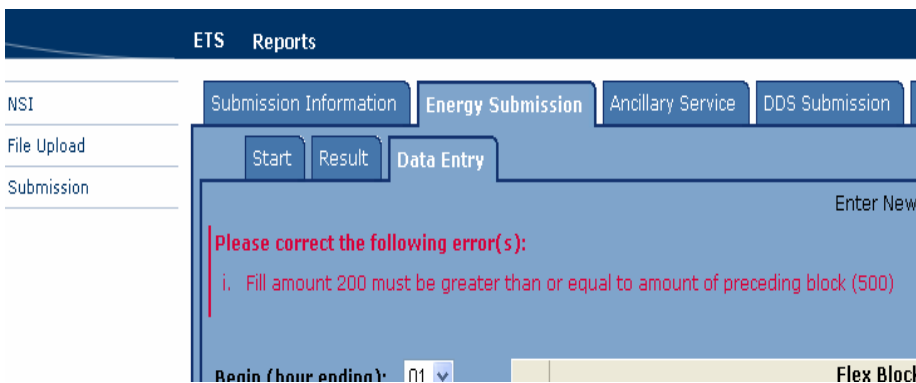 ETS Reports
NSI
File Upload
Submission
Submission Information Energy Submission Ancillary Service DDS Submission
Start Result Data Entry
Enter New
Please correct the following error(s):
i. Fill amount 200 must be greater than or equal to amount of preceding block (500)
Begin (hour ending): 01
Flex Block